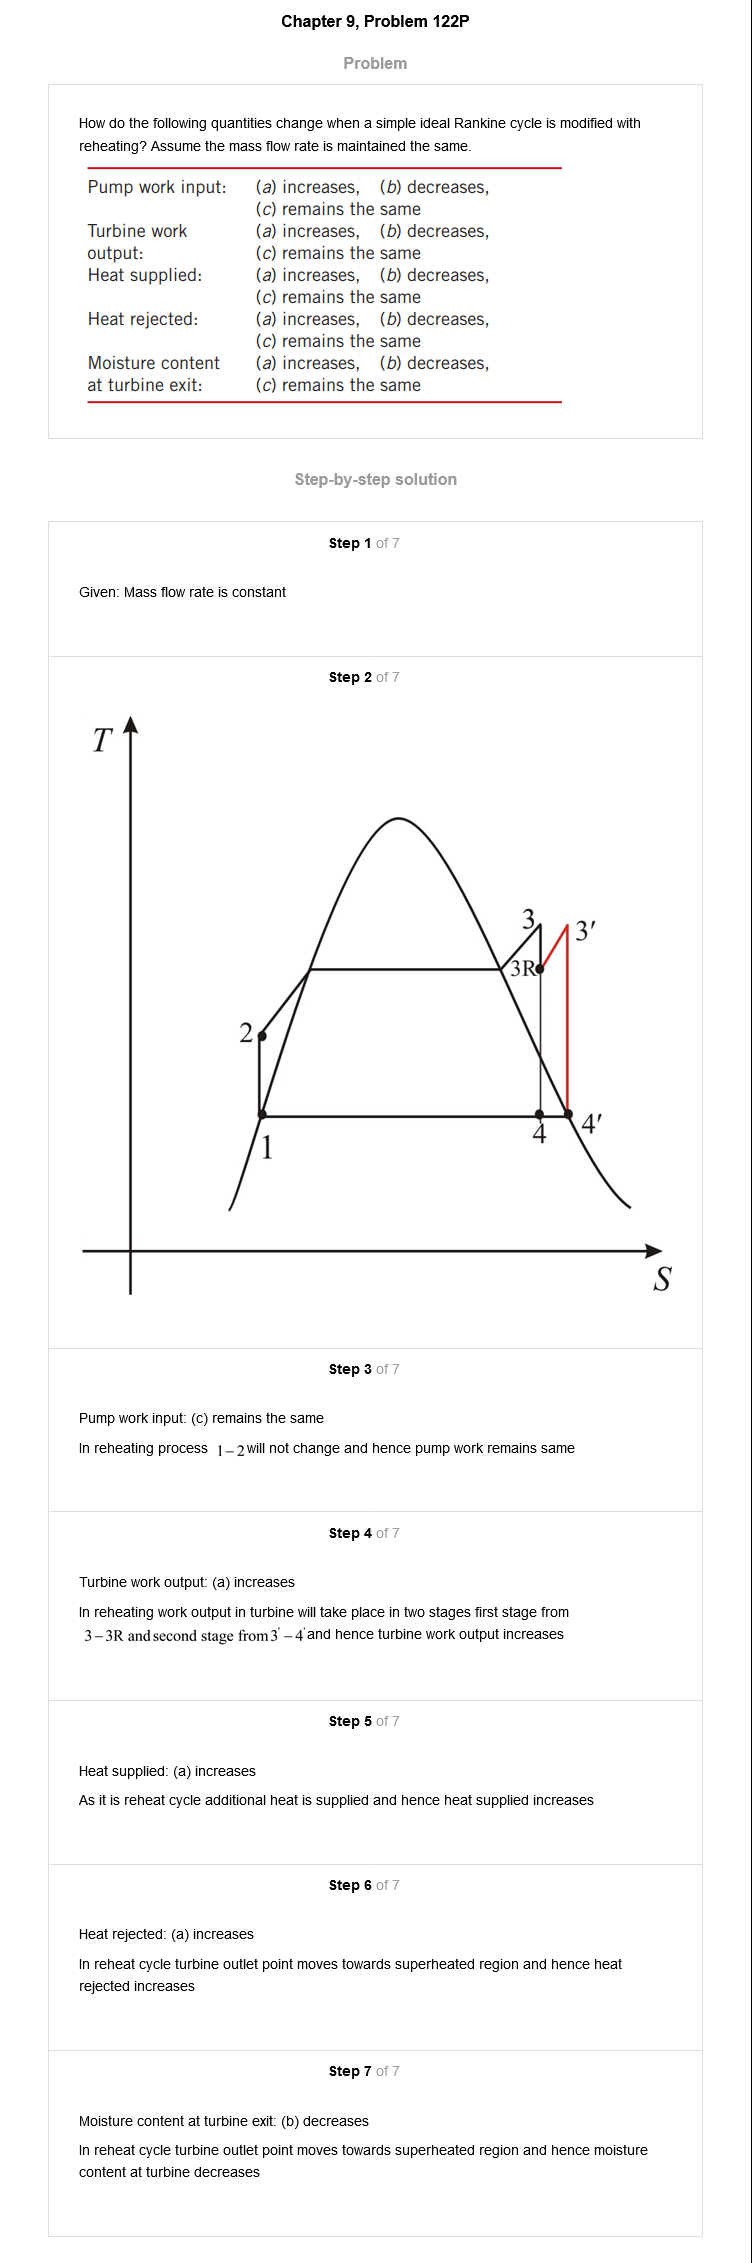 Chapter 9, Problem 122P
Problem
How do the following quantities change when a simple ideal Rankine cycle is modified with
reheating? Assume the mass flow rate is maintained the same.
Pump work input: (a) increases, (b) decreases,
(c) remains the same
Turbine work (a) increases, (b) decreases,
output: (c) remains the same
Heat supplied: (a) increases, (b) decreases,
(c) remains the same
Heat rejected: (a) increases, (b) decreases,
(c) remains the same
Moisture content (a) increases, (b) decreases,
at turbine exit: (c) remains the same
Step-by-step solution
Step 1 of 7
Given: Mass flow rate is constant
Step 2 of 7
T
3
3'
3R
2
4
4'
1
S
Step 3 of 7
Pump work input: (c) remains the same
In reheating process 1–2 will not change and hence pump work remains same
Step 4 of 7
Turbine work output: (a) increases
In reheating work output in turbine will take place in two stages first stage from
3–3R and second stage from 3' – 4' and hence turbine work output increases
Step 5 of 7
Heat supplied: (a) increases
As it is reheat cycle additional heat is supplied and hence heat supplied increases
Step 6 of 7
Heat rejected: (a) increases
In reheat cycle turbine outlet point moves towards superheated region and hence heat
rejected increases
Step 7 of 7
Moisture content at turbine exit: (b) decreases
In reheat cycle turbine outlet point moves towards superheated region and hence moisture
content at turbine decreases